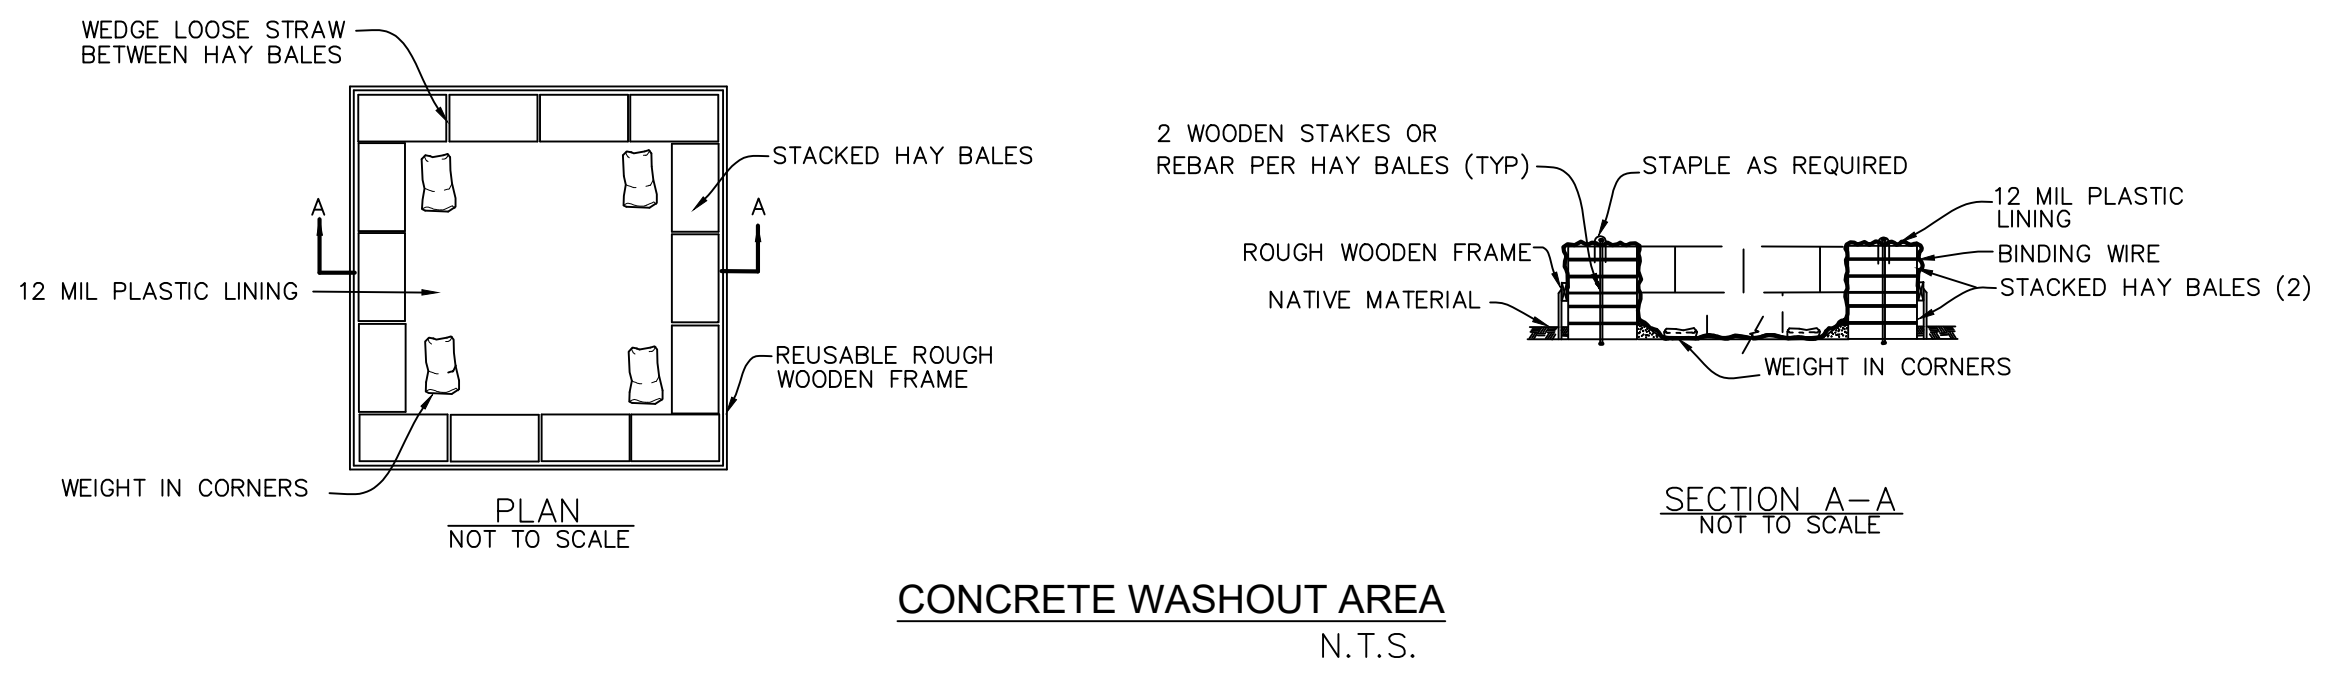 WEDGE LOOSE STRAW
BETWEEN HAY BALES
STACKED HAY BALES
A
A
12 MIL PLASTIC LINING
REUSABLE ROUGH
WOODEN FRAME
WEIGHT IN CORNERS
PLAN
NOT TO SCALE
2 WOODEN STAKES OR
REBAR PER HAY BALES (TYP)
STAPLE AS REQUIRED
12 MIL PLASTIC
LINING
ROUGH WOODEN FRAME
BINDING WIRE
NATIVE MATERIAL
STACKED HAY BALES (2)
WEIGHT IN CORNERS
SECTION A-A
NOT TO SCALE
CONCRETE WASHOUT AREA
N.T.S.